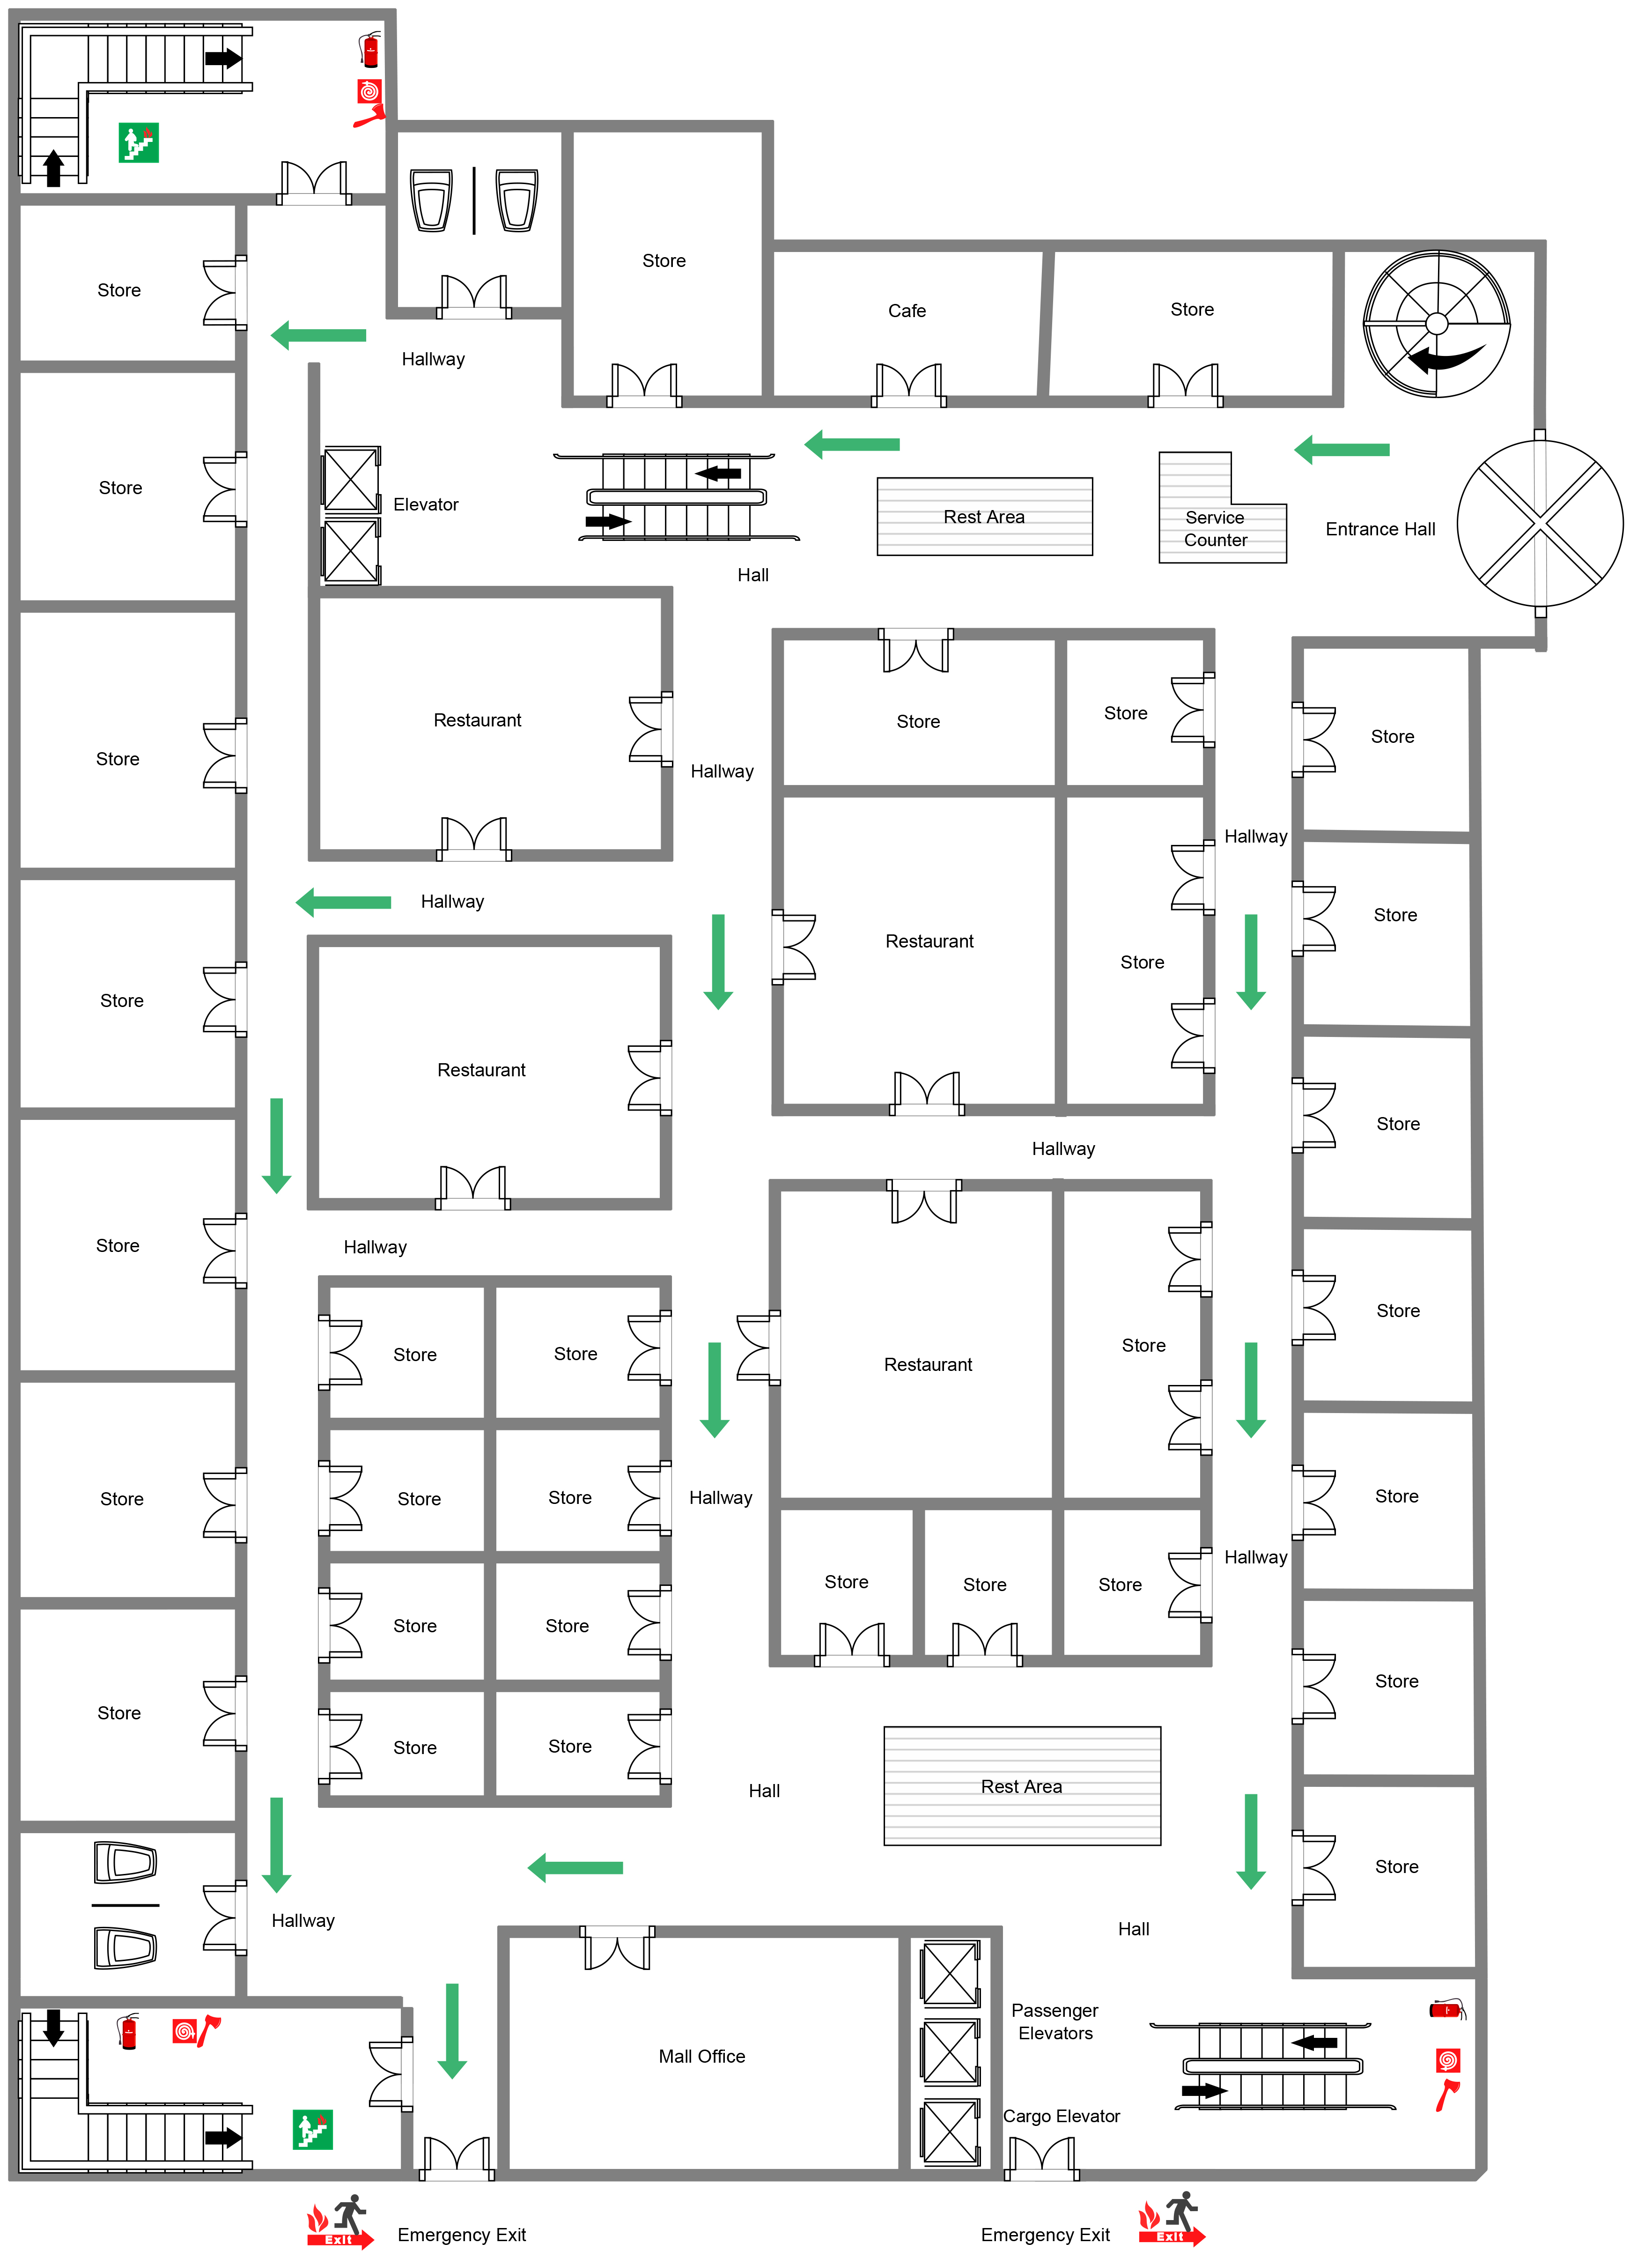 Store
Cafe
Store
Store
Hallway
Store
Elevator
Rest Area
Service
Counter
Entrance Hall
Hall
Restaurant
Store
Store
Store
Store
Hallway
Hallway
Hallway
Store
Restaurant
Store
Store
Restaurant
Store
Hallway
Store
Store
Hallway
Store
Store
Store
Store
Restaurant
Store
Store
Store
Hallway
Store
Hallway
Store
Store
Store
Store
Store
Store
Store
Store
Store
Store
Hall
Rest Area
Store
Hallway
Hall
Passenger
Elevators
Mall Office
Cargo Elevator
Exit
Emergency Exit
Emergency Exit
Exit